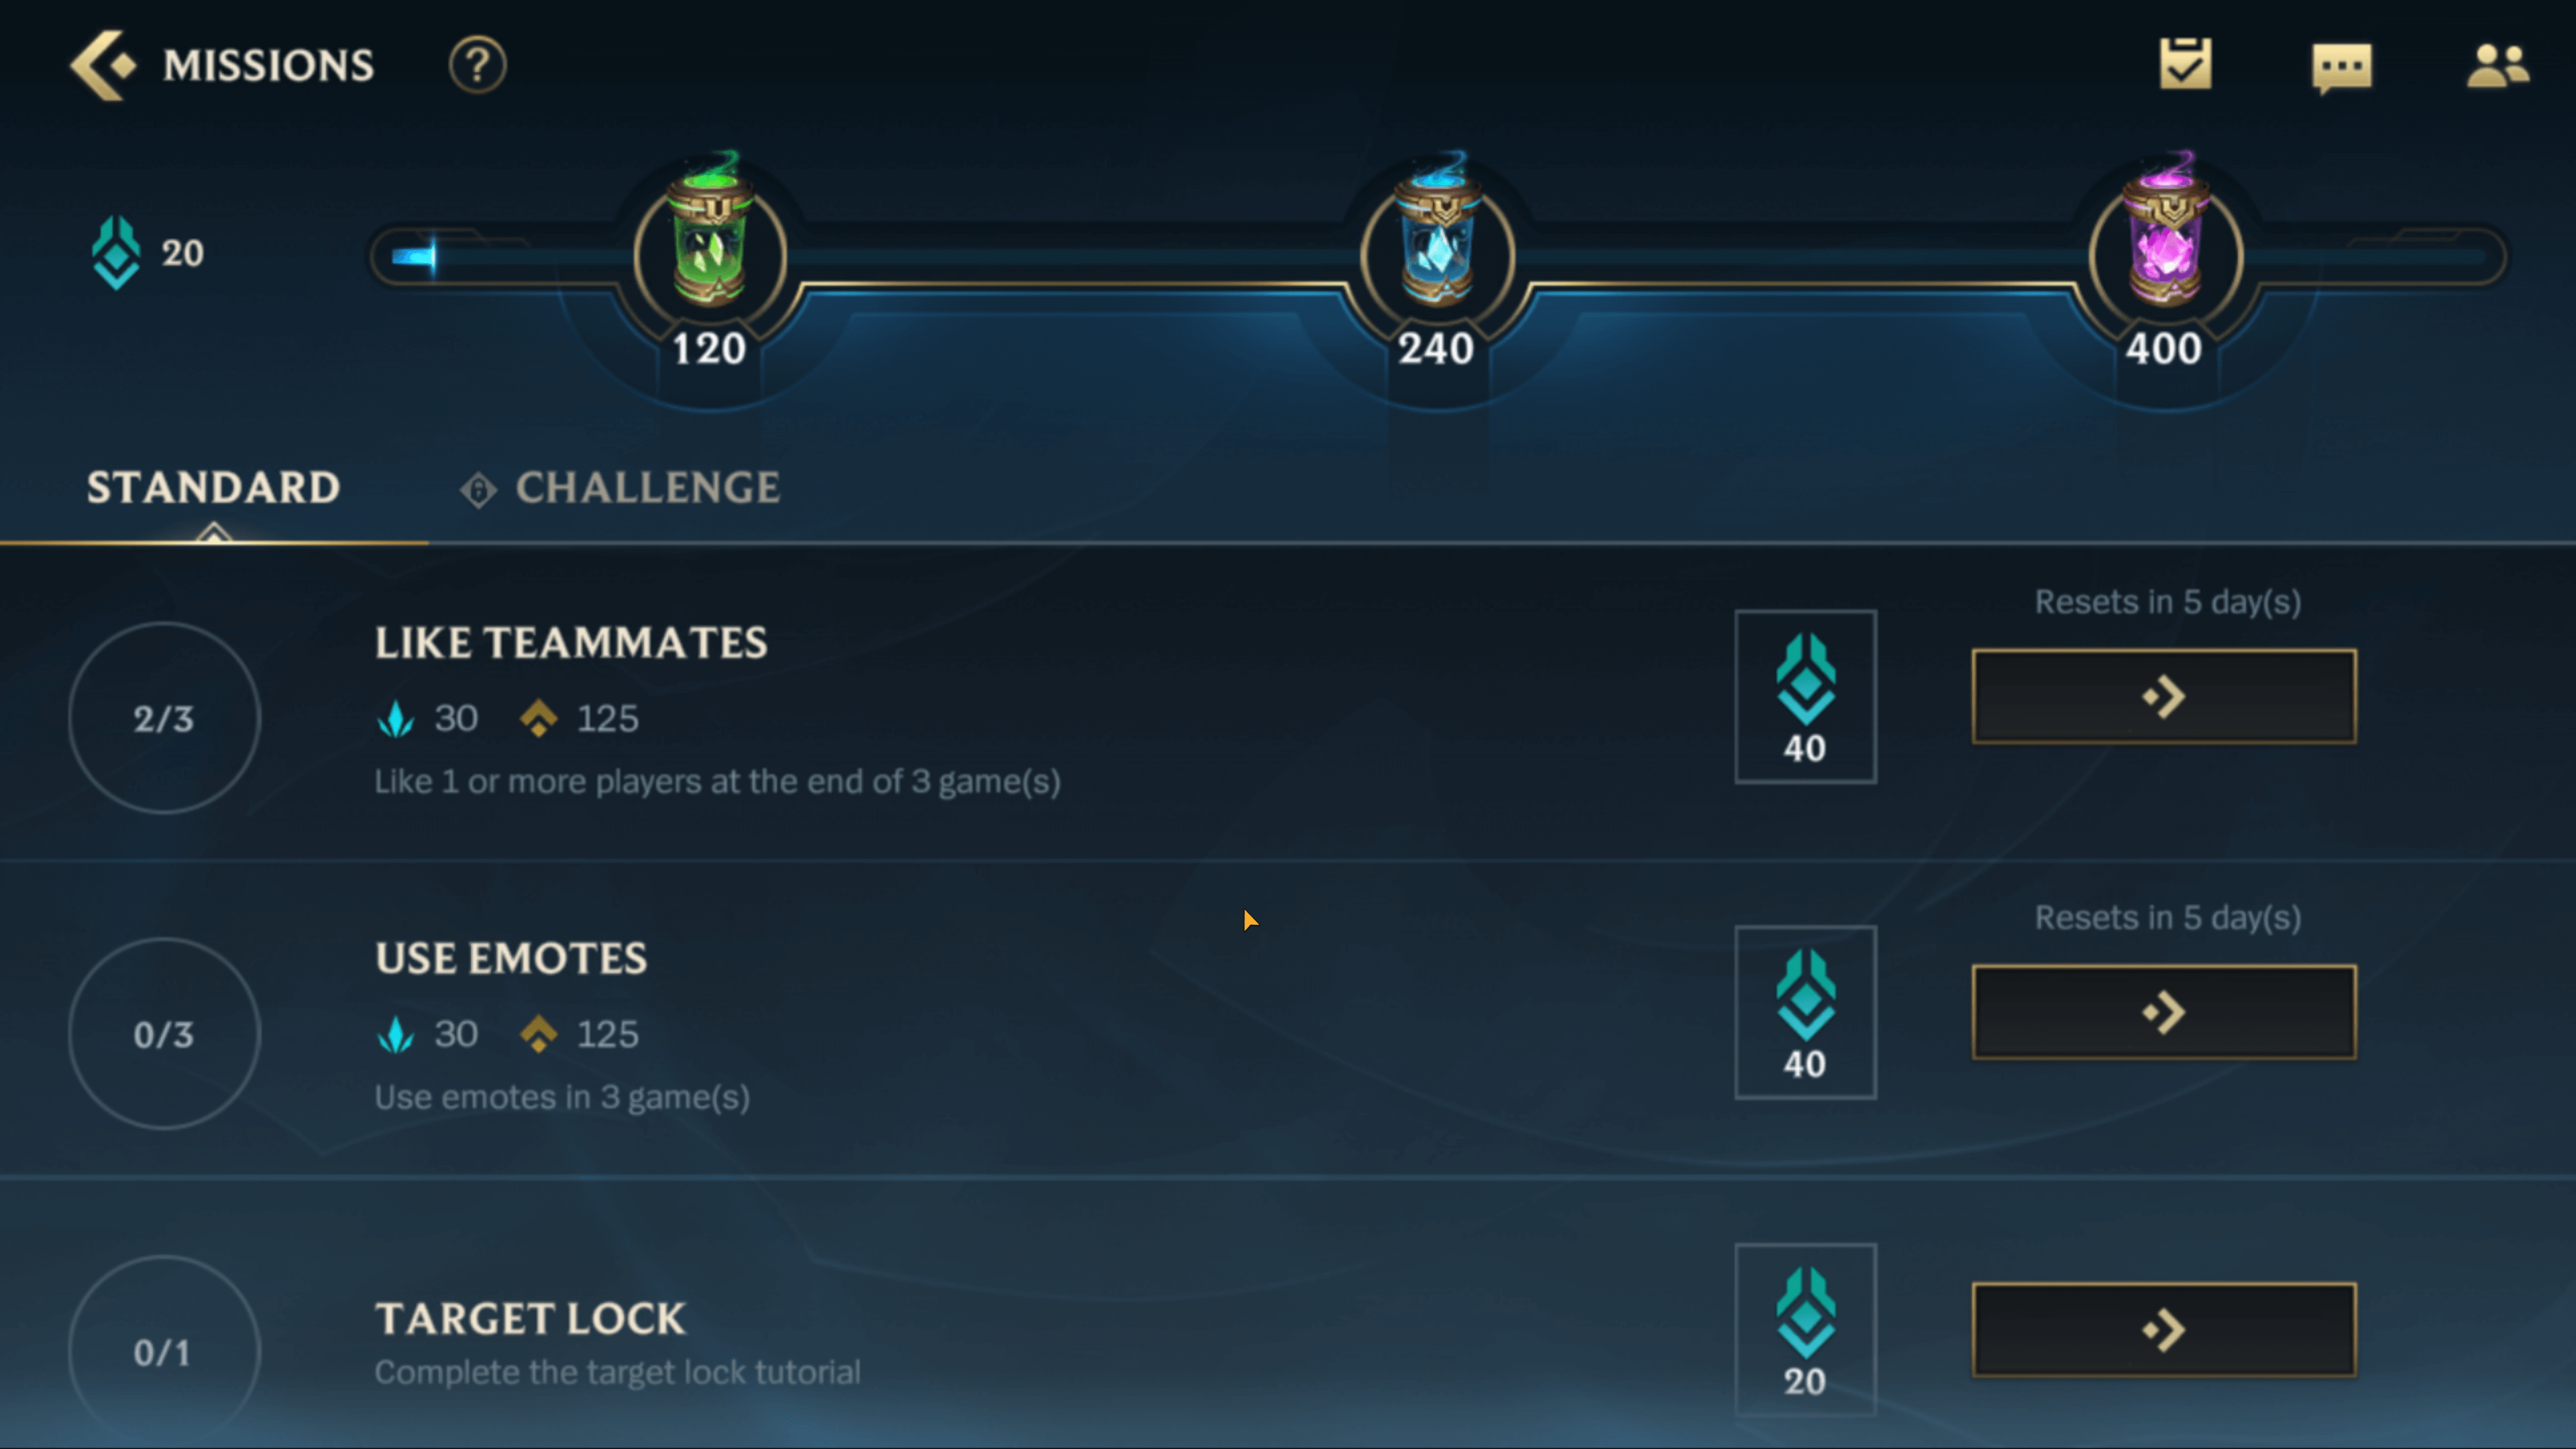 MISSIONS ?
20
120 240 400
STANDARD CHALLENGE
Resets in 5 day(s)
LIKE TEAMMATES
2/3
30 125
40
Like 1 or more players at the end of 3 game(s)
Resets in 5 day(s)
USE EMOTES
0/3
30 125
40
Use emotes in 3 game(s)
TARGET LOCK
0/1
Complete the target lock tutorial
20